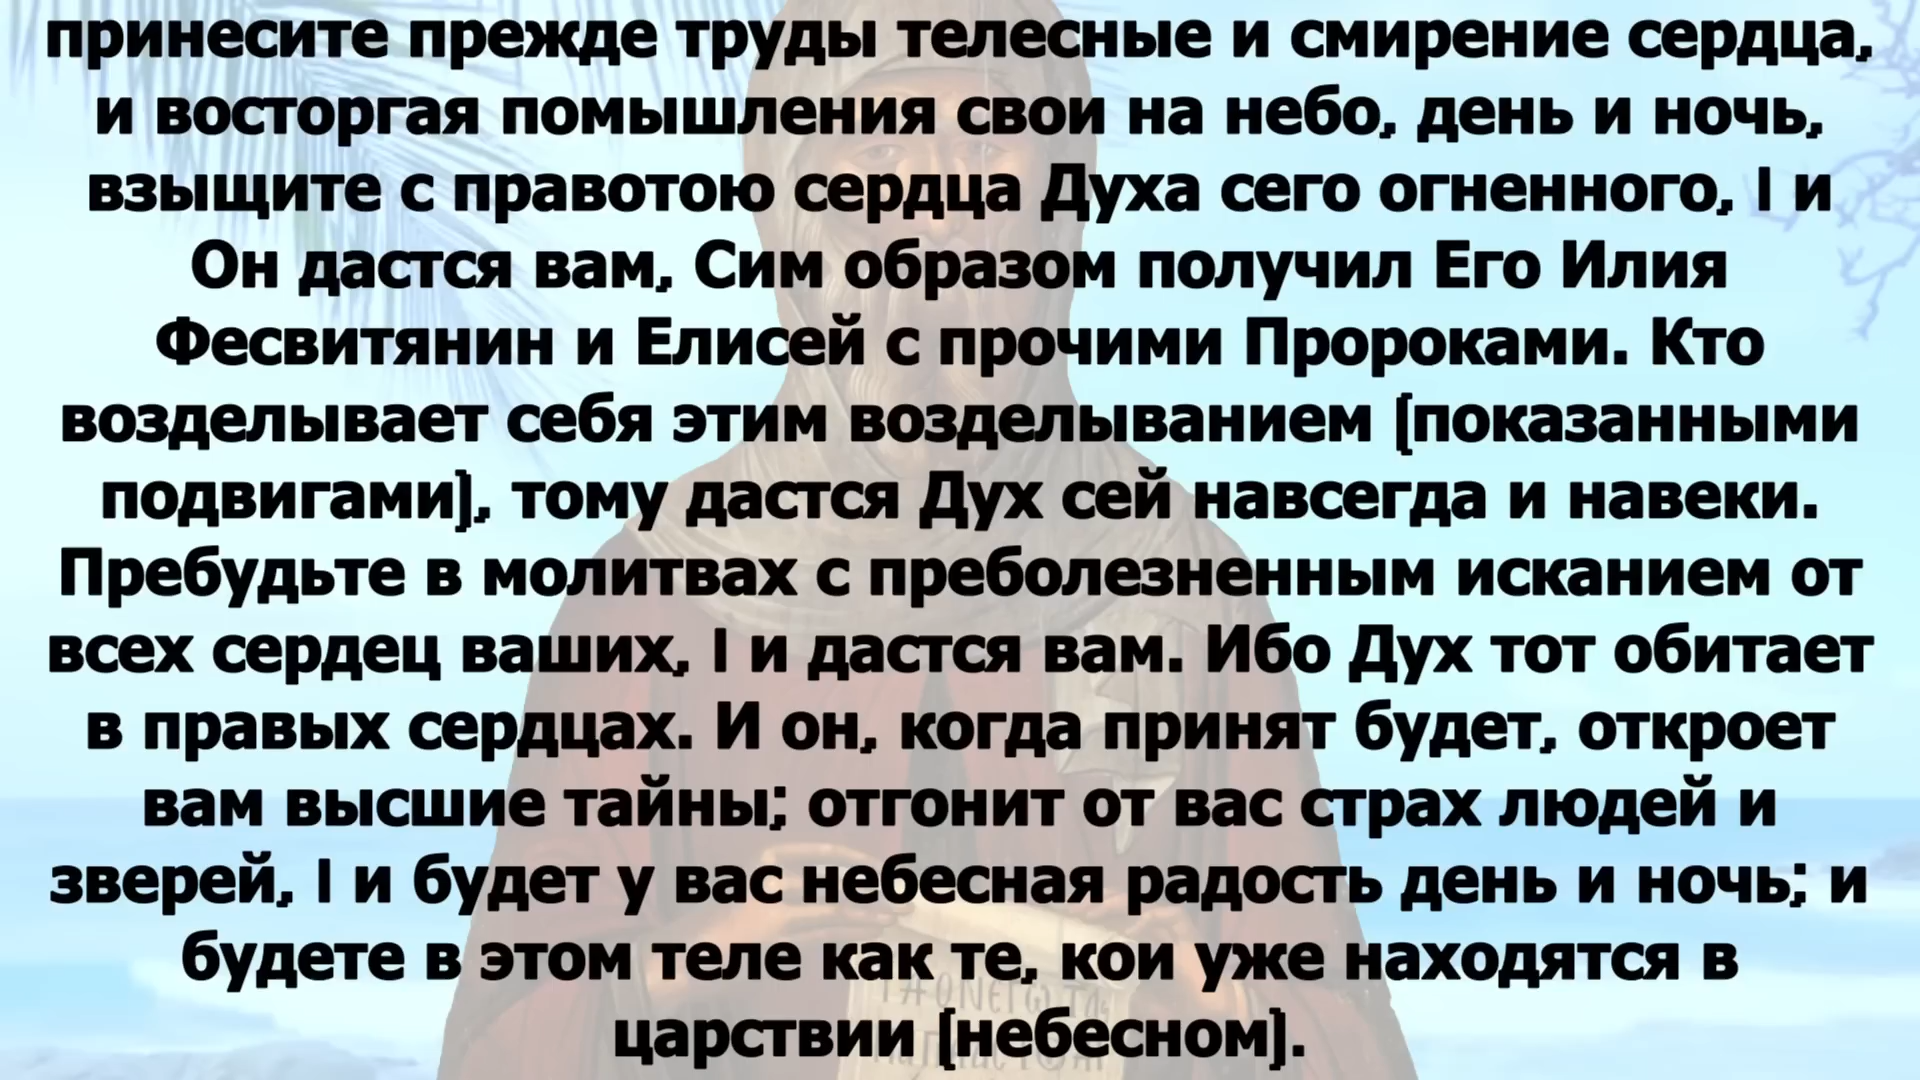 принесите прежде труды телесные и смирение сердца,
и восторгая помышления свои на небо, день и ночь,
взыщите с правотою сердца Духа сего огненного, I и
Он дастся вам, Сим образом получил Его Илия
Фесвитянин и Елисей с прочими Пророками. Кто
возделывает себя этим возделыванием [показанными
подвигами], тому дастся Дух сей навсегда и навеки.
Пребудьте в молитвах с преболезненным исканием от
всех сердец ваших, I и дастся вам. Ибо Дух тот обитает
в правых сердцах. И он, когда принят будет, откроет
вам высшие тайны; отгонит от вас страх людей и
зверей, I и будет у вас небесная радость день и ночь; и
будете в этом теле как те, кои уже находятся в
царствии [небесном].